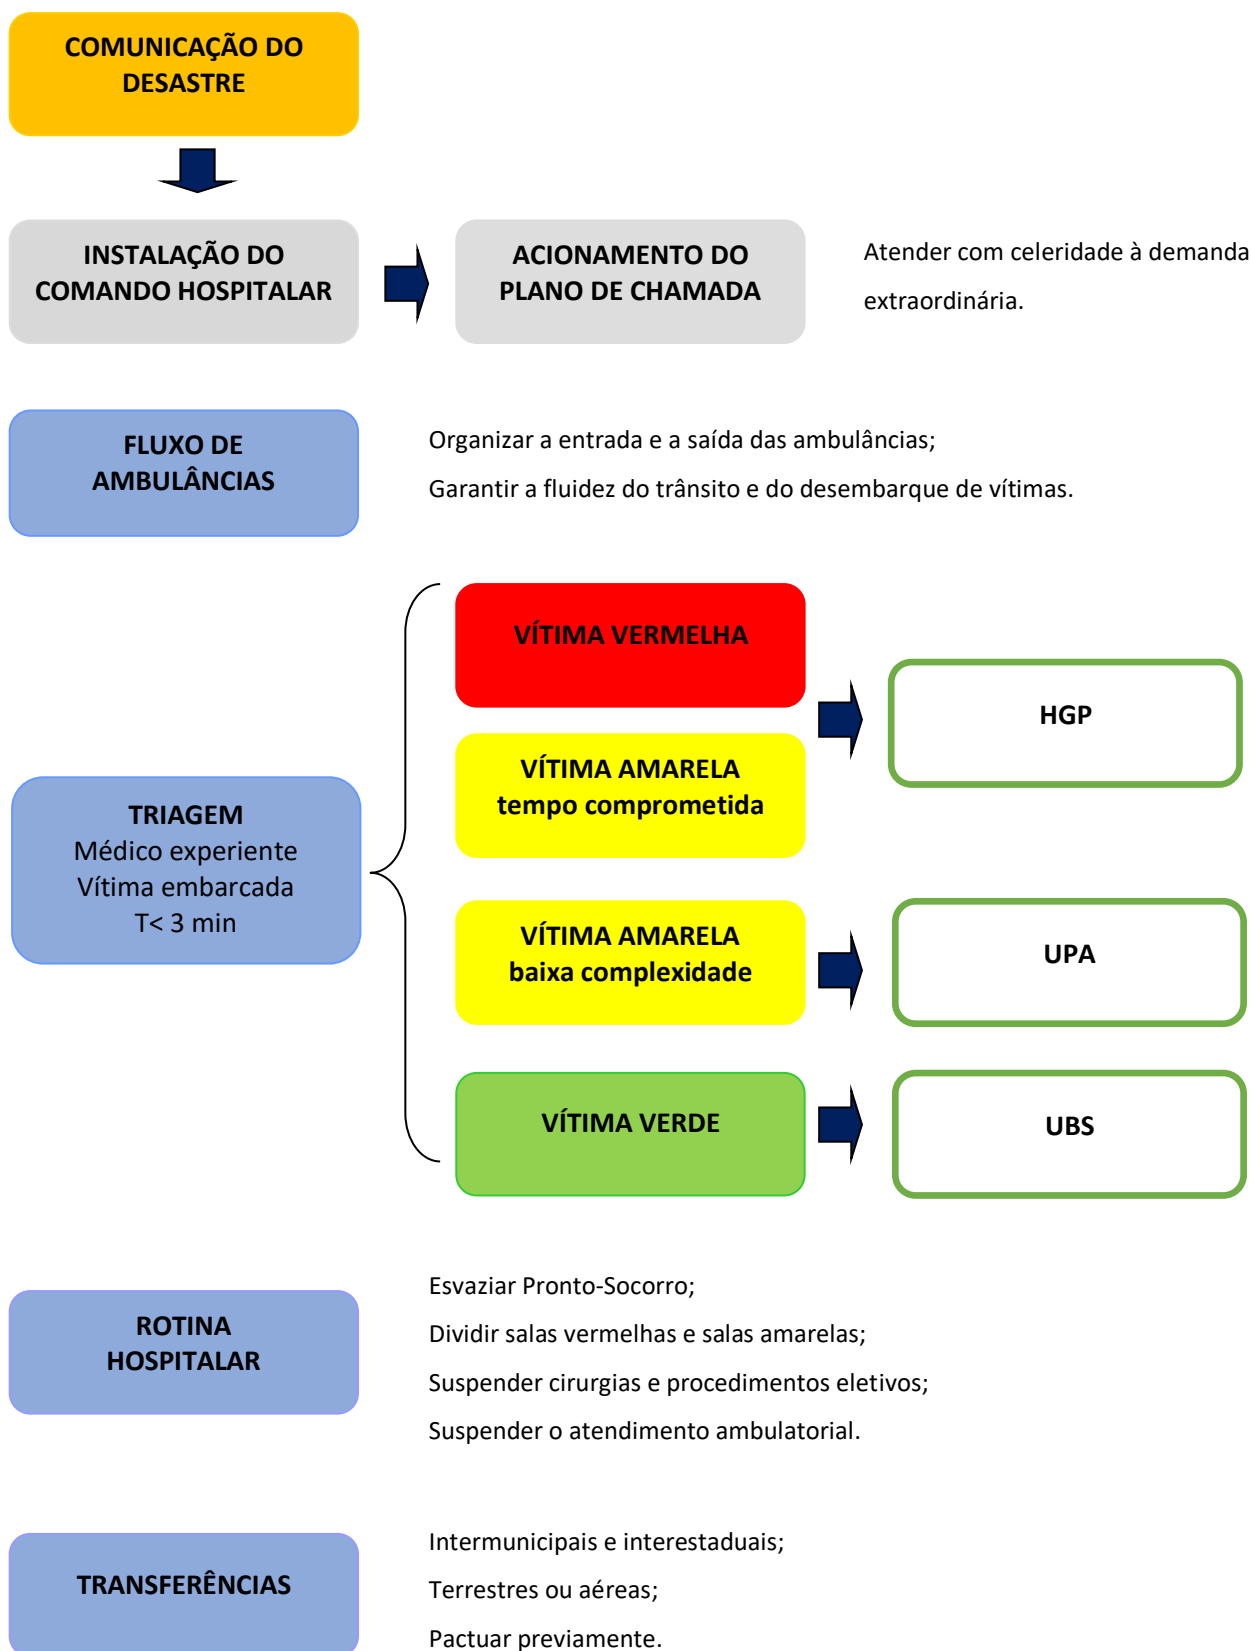 COMUNICAÇÃO DO
DESASTRE
INSTALAÇÃO DO
COMANDO HOSPITALAR
ACIONAMENTO DO
PLANO DE CHAMADA
Atender com celeridade à demanda
extraordinária.
FLUXO DE
AMBULÂNCIAS
Organizar a entrada e a saída das ambulâncias;
Garantir a fluidez do trânsito e do desembarque de vítimas.
TRIAGEM
Médico experiente
Vítima embarcada
T< 3 min
VÍTIMA VERMELHA
VÍTIMA AMARELA
tempo comprometida
HGP
VÍTIMA AMARELA
baixa complexidade
UPA
VÍTIMA VERDE
UBS
ROTINA
HOSPITALAR
Esvaziar Pronto-Socorro;
Dividir salas vermelhas e salas amarelas;
Suspender cirurgias e procedimentos eletivos;
Suspender o atendimento ambulatorial.
TRANSFERÊNCIAS
Intermunicipais e interestaduais;
Terrestres ou aéreas;
Pactuar previamente.